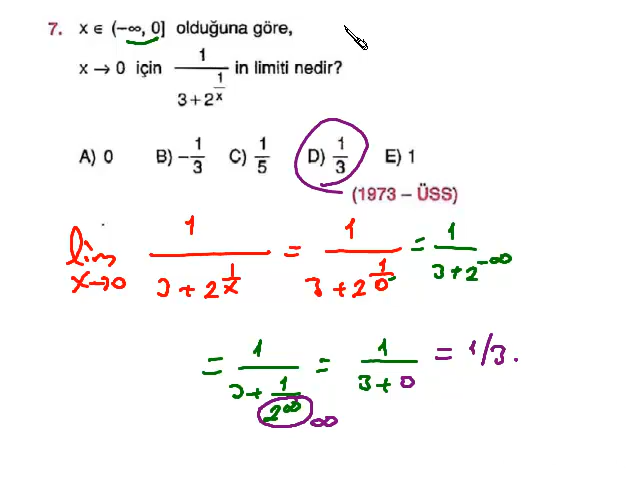 7. x ∈ (−∞, 0] olduğuna göre,
x → 0 için 1/(3 + 2^(1/x)) in limiti nedir?
A) 0 B) −1/3 C) 1/5 D) 1/3 E) 1
(1973 – ÜSS)
lim x→0 1/(3 + 2^(1/x)) = 1/(3 + 2^(1/0⁻)) = 1/(3 + 2^(−∞))
= 1/(3 + 1/2^∞) = 1/(3 + 0) = 1/3.
∞